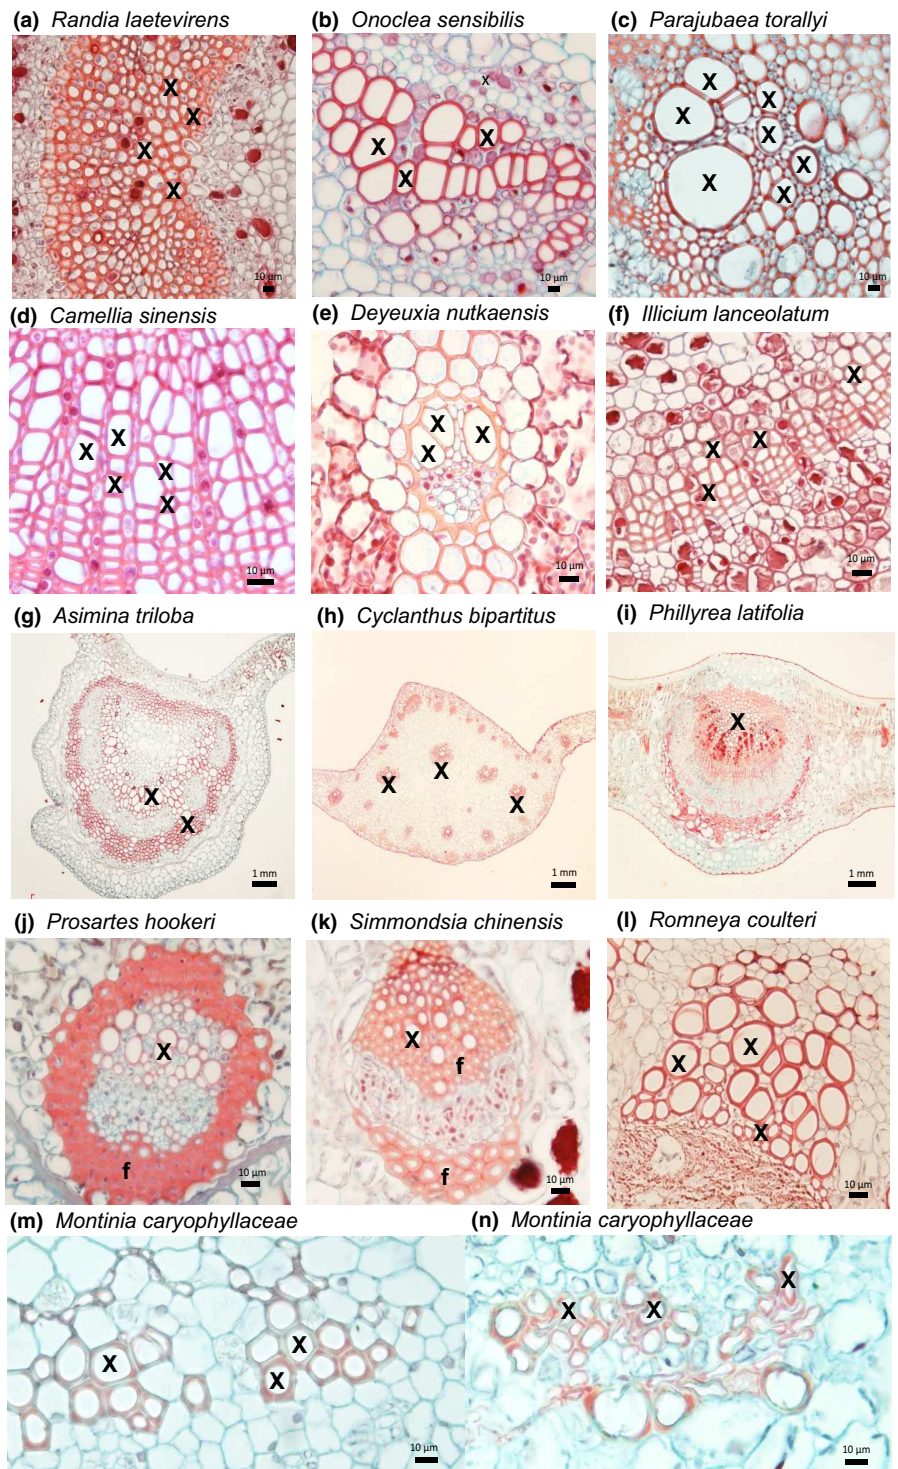 (a) Randia laetevirens
(b) Onoclea sensibilis
(c) Parajubaea torallyi
X
X
X
X
10 µm
x
X
X
X
10 µm
X
X
X
X
X
X
X
10 µm
(d) Camellia sinensis
(e) Deyeuxia nutkaensis
(f) Illicium lanceolatum
X
X
X
X
X
10 µm
X
X
X
10 µm
X
X
X
X
10 µm
(g) Asimina triloba
(h) Cyclanthus bipartitus
(i) Phillyrea latifolia
X
X
1 mm
X
X
X
1 mm
X
1 mm
(j) Prosartes hookeri
(k) Simmondsia chinensis
(l) Romneya coulteri
X
f
10 µm
X
f
f
10 µm
X
X
X
10 µm
(m) Montinia caryophyllaceae
(n) Montinia caryophyllaceae
X
X
X
10 µm
X
X
X
10 µm